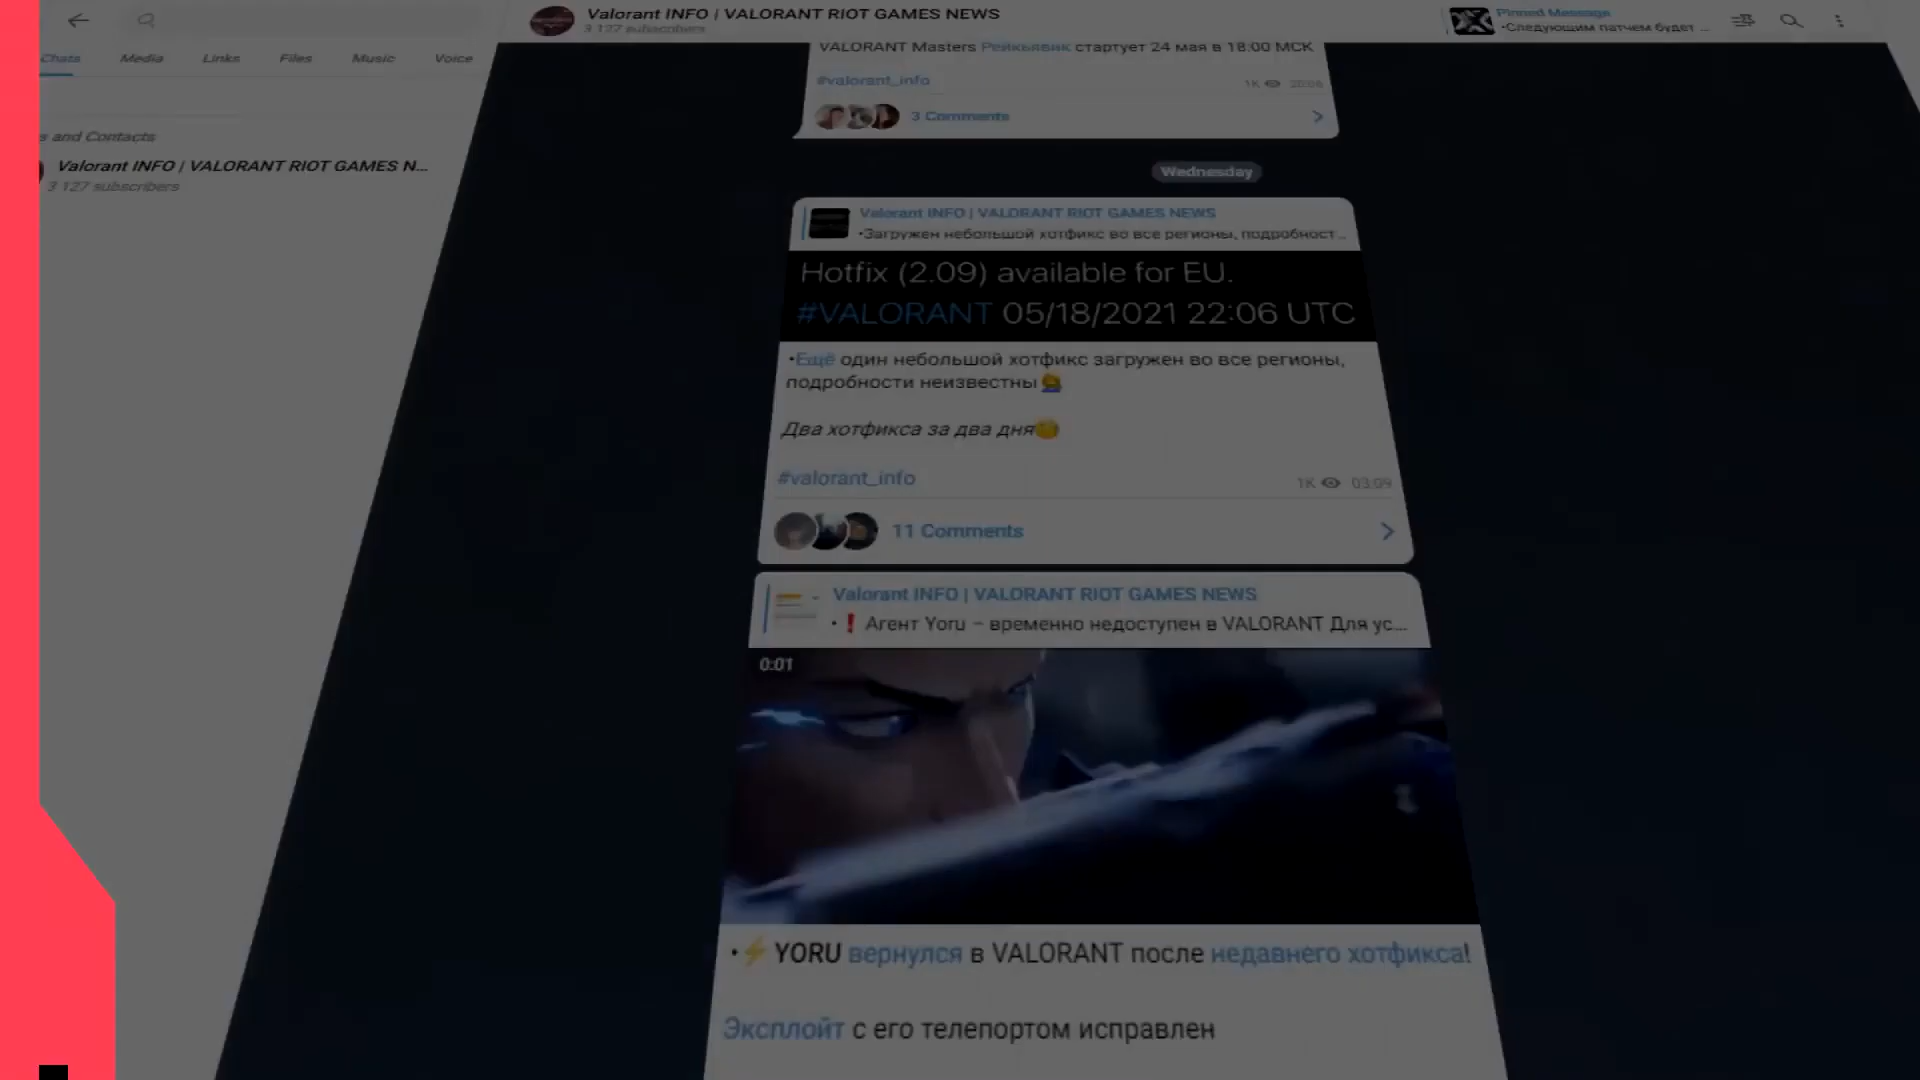 Valorant INFO | VALORANT RIOT GAMES NEWS
3 127 subscribers
Pinned Message
•Следующим патчем будет ...
Chats
Media
Links
Files
Music
Voice
s and Contacts
Valorant INFO | VALORANT RIOT GAMES N...
3 127 subscribers
VALORANT Masters Рейкьявик стартует 24 мая в 18:00 МСК
#valorant_info
1K
3 Comments
Wednesday
Valorant INFO | VALORANT RIOT GAMES NEWS
•Загружен небольшой хотфикс во все регионы, подробност...
Hotfix (2.09) available for EU.
#VALORANT 05/18/2021 22:06 UTC
•Ещё один небольшой хотфикс загружен во все регионы,
подробности неизвестны
Два хотфикса за два дня
#valorant_info
1K 03:09
11 Comments
Valorant INFO | VALORANT RIOT GAMES NEWS
•❗ Агент Yoru – временно недоступен в VALORANT Для ус...
0:01
•⚡ YORU вернулся в VALORANT после недавнего хотфикса!
Эксплойт с его телепортом исправлен